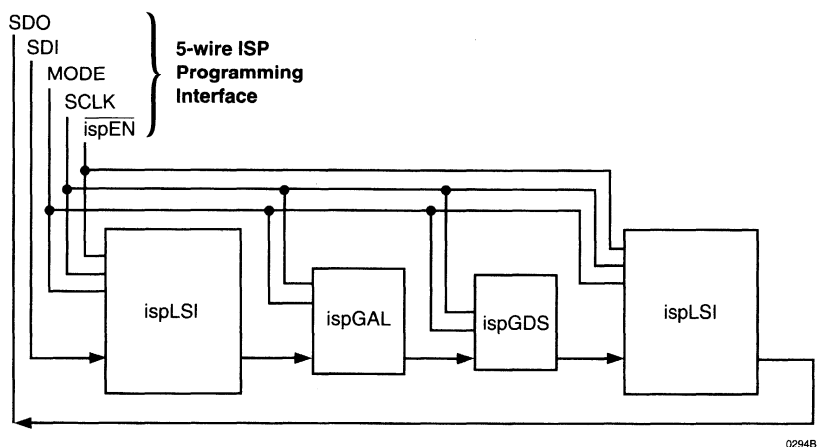 SDO
SDI
MODE
SCLK
ispEN
5-wire ISP
Programming
Interface
ispLSI
ispGAL
ispGDS
ispLSI
0294B